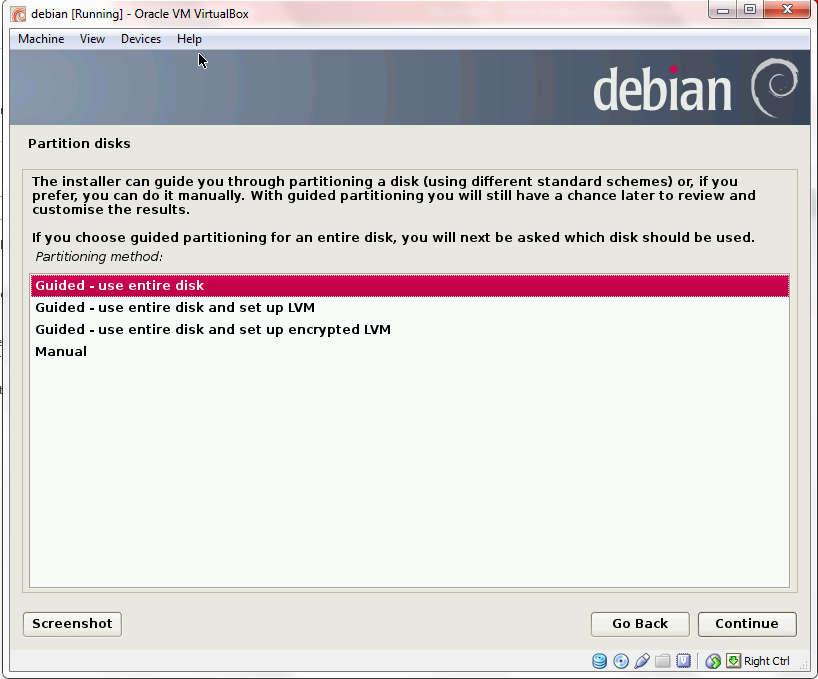 debian [Running] - Oracle VM VirtualBox
Machine View Devices Help
debian
Partition disks
The installer can guide you through partitioning a disk (using different standard schemes) or, if you
prefer, you can do it manually. With guided partitioning you will still have a chance later to review and
customise the results.
If you choose guided partitioning for an entire disk, you will next be asked which disk should be used.
Partitioning method:
Guided - use entire disk
Guided - use entire disk and set up LVM
Guided - use entire disk and set up encrypted LVM
Manual
Screenshot Go Back Continue
Right Ctrl